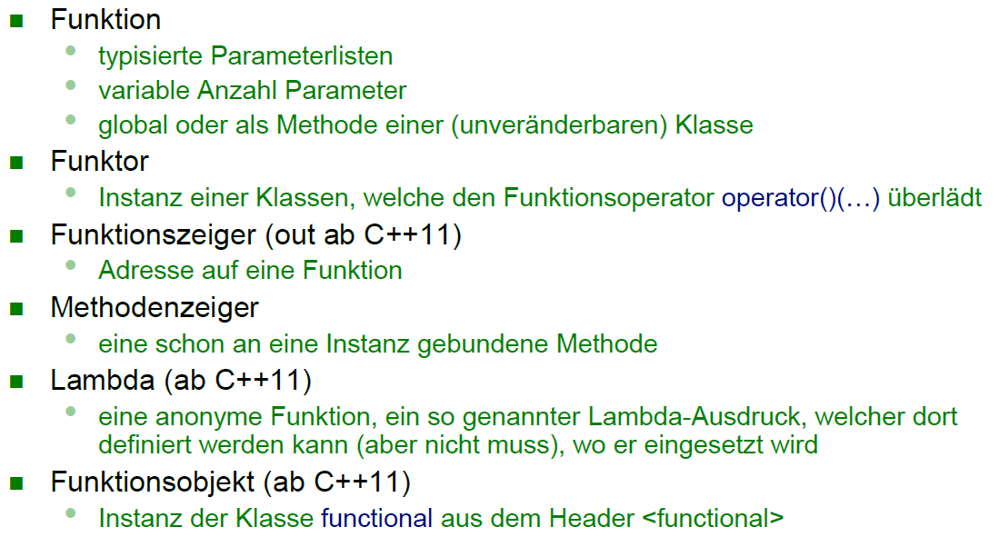 Funktion
typisierte Parameterlisten
variable Anzahl Parameter
global oder als Methode einer (unveränderbaren) Klasse
Funktor
Instanz einer Klassen, welche den Funktionsoperator operator()(…) überlädt
Funktionszeiger (out ab C++11)
Adresse auf eine Funktion
Methodenzeiger
eine schon an eine Instanz gebundene Methode
Lambda (ab C++11)
eine anonyme Funktion, ein so genannter Lambda-Ausdruck, welcher dort
definiert werden kann (aber nicht muss), wo er eingesetzt wird
Funktionsobjekt (ab C++11)
Instanz der Klasse functional aus dem Header <functional>